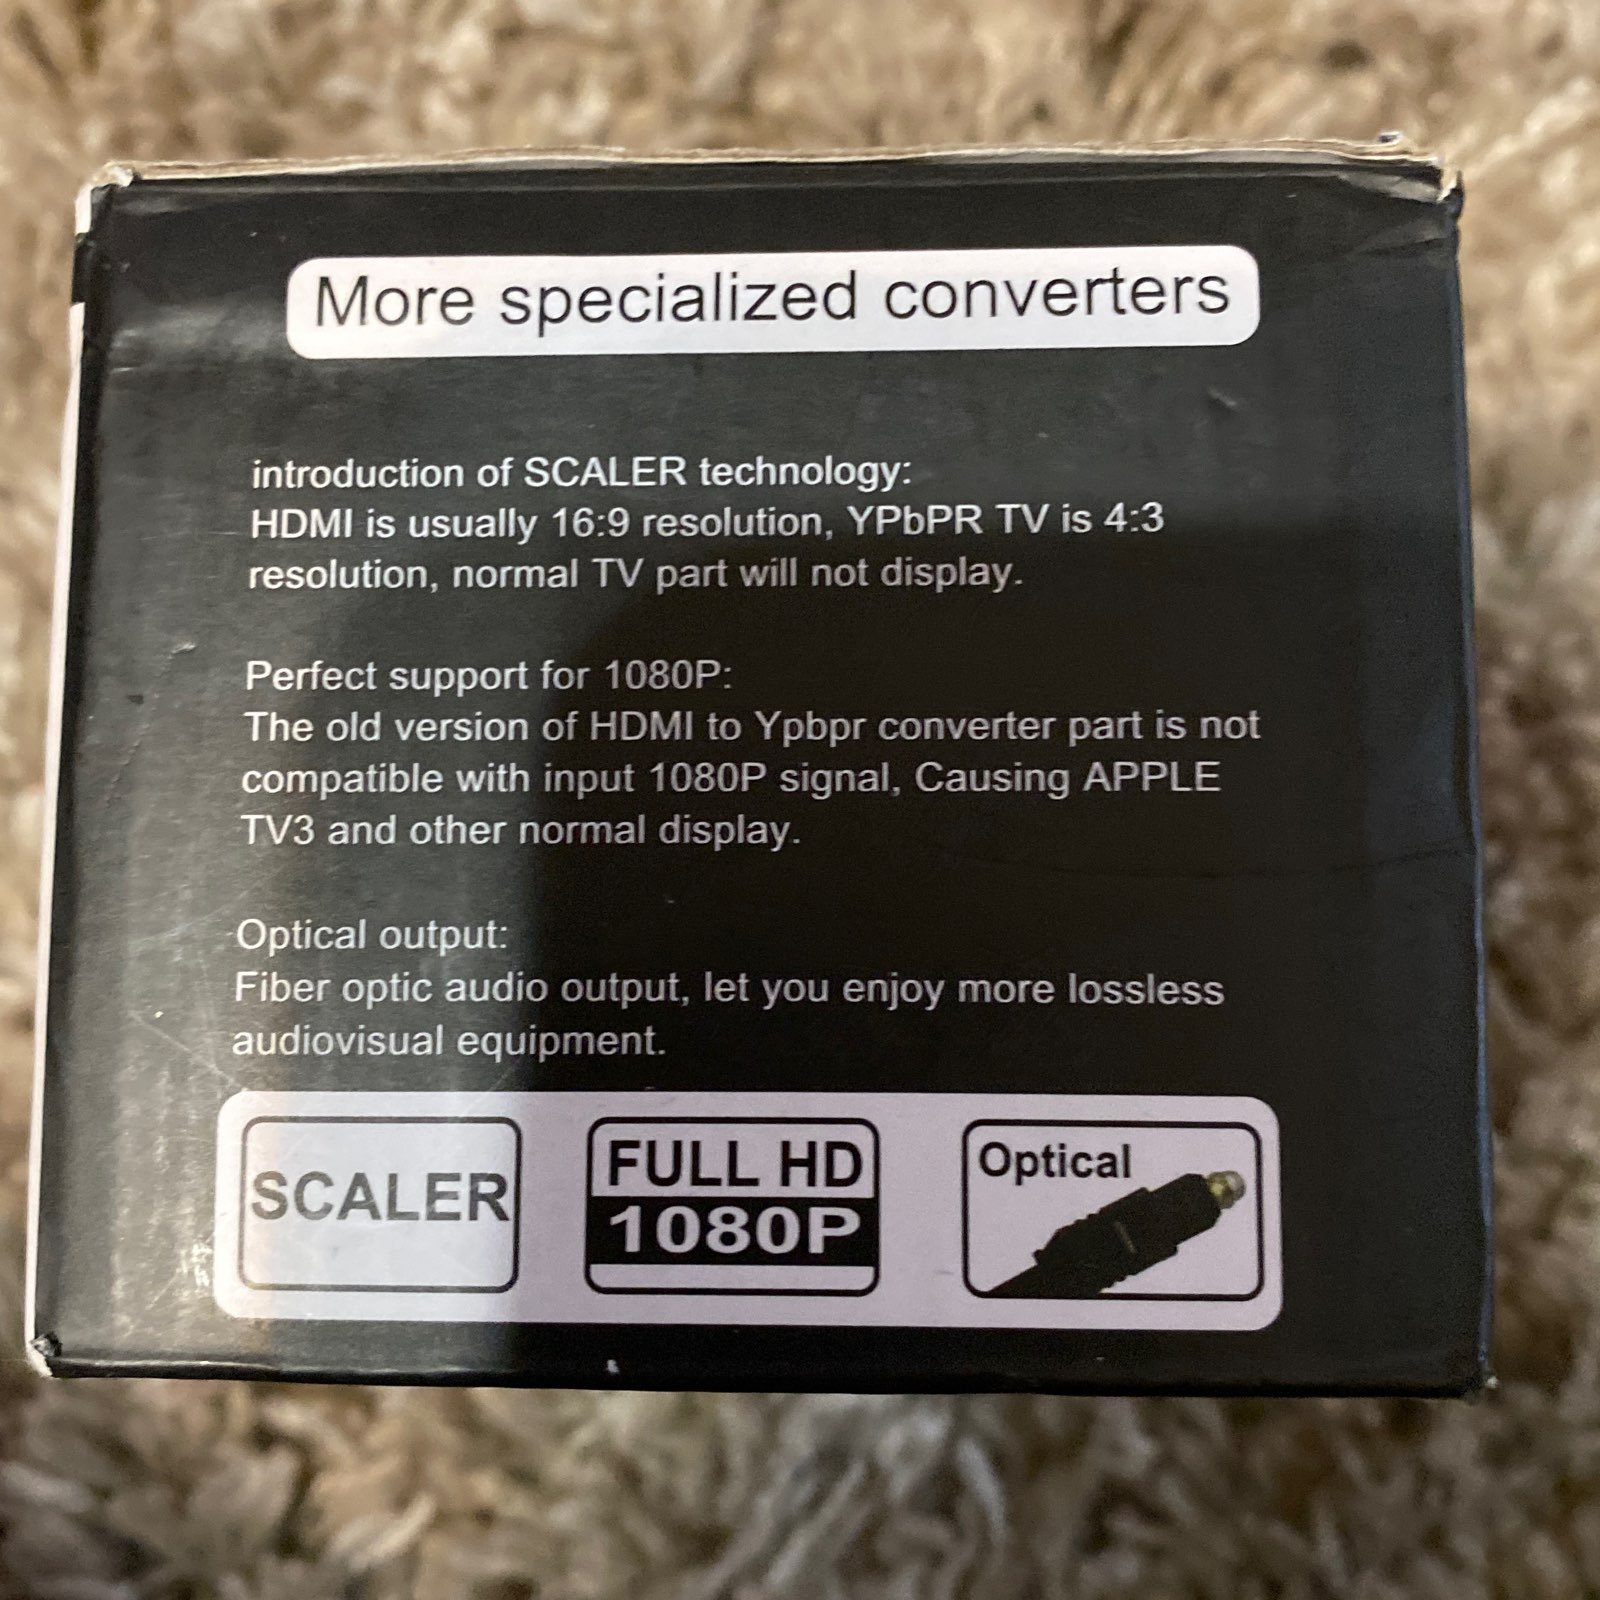 More specialized converters
introduction of SCALER technology:
HDMI is usually 16:9 resolution, YPbPR TV is 4:3
resolution, normal TV part will not display.
Perfect support for 1080P:
The old version of HDMI to Ypbpr converter part is not
compatible with input 1080P signal, Causing APPLE
TV3 and other normal display.
Optical output:
Fiber optic audio output, let you enjoy more lossless
audiovisual equipment.
SCALER
FULL HD
1080P
Optical